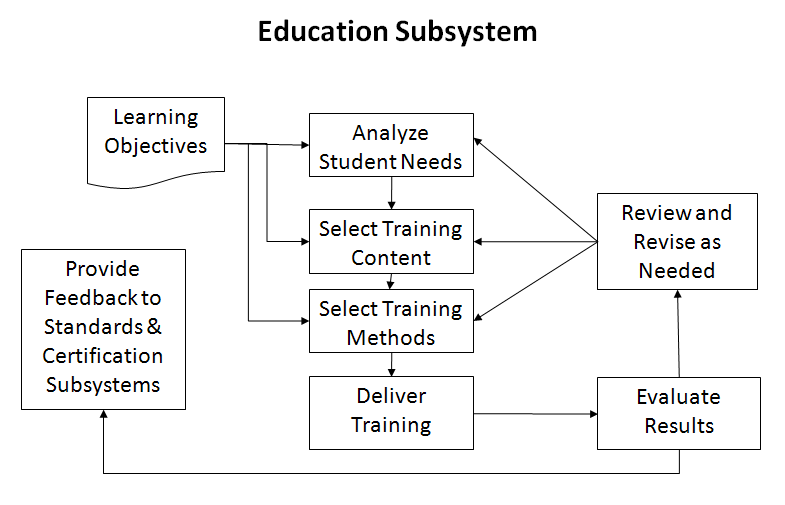 Education Subsystem
Learning
Objectives
Analyze
Student Needs
Select Training
Content
Review and
Revise as
Needed
Provide
Feedback to
Standards &
Certification
Subsystems
Select Training
Methods
Deliver
Training
Evaluate
Results